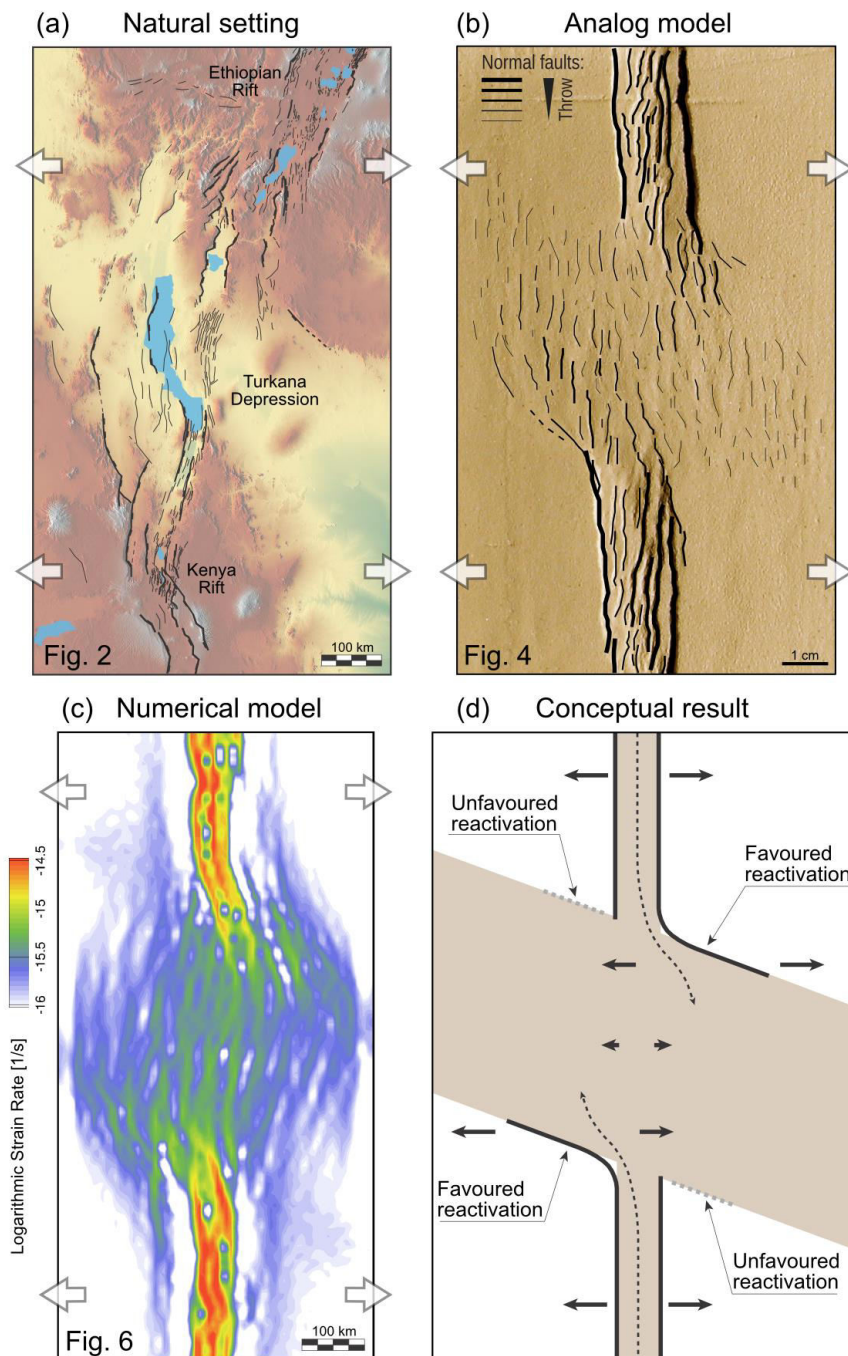 (a) Natural setting
Ethiopian
Rift
Turkana
Depression
Kenya
Rift
Fig. 2
100 km
(b) Analog model
Normal faults:
Throw
Fig. 4
1 cm
(c) Numerical model
-14.5
-15
-15.5
-16
Logarithmic Strain Rate [1/s]
Fig. 6
100 km
(d) Conceptual result
Unfavoured
reactivation
Favoured
reactivation
Favoured
reactivation
Unfavoured
reactivation